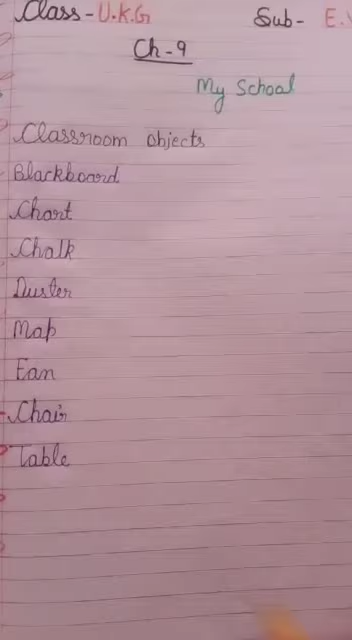 Class - U.K.G Sub - E.
Ch - 9
My School
Classroom objects
Blackboard
Chart
Chalk
Duster
Map
Fan
Chair
Table